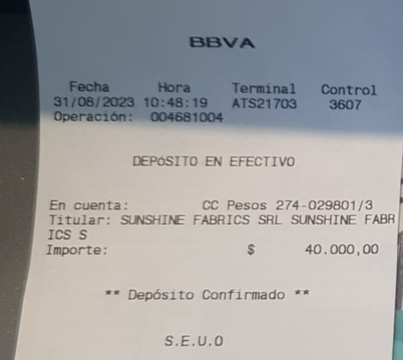 BBVA
Fecha Hora Terminal Control
31/08/2023 10:48:19 ATS21703 3607
Operación: 004681004
DEPóSITO EN EFECTIVO
En cuenta: CC Pesos 274-029801/3
Titular: SUNSHINE FABRICS SRL SUNSHINE FABR
ICS S
Importe: $ 40.000,00
** Depósito Confirmado **
S.E.U.O